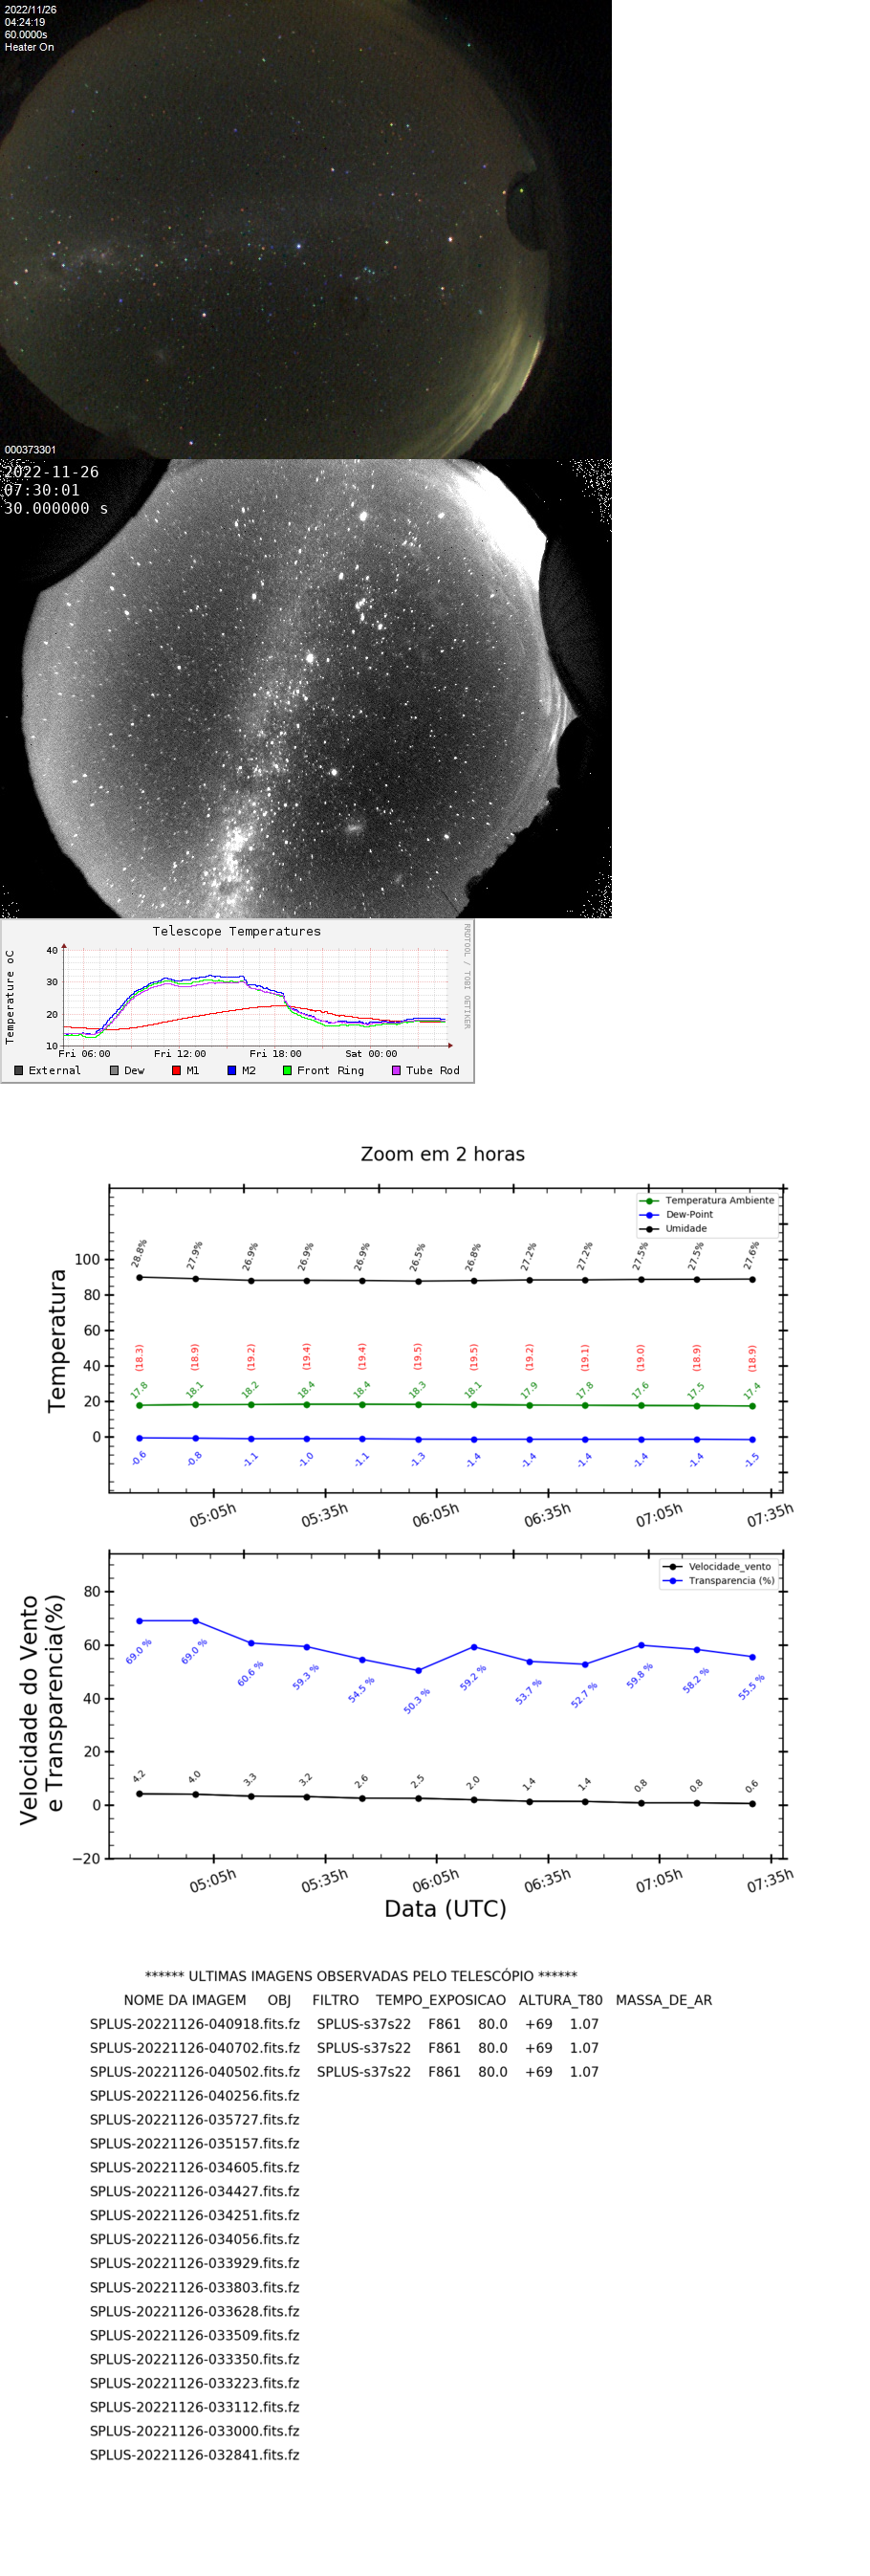 2022/11/26
04:24:19
60.0000s
Heater On
000373301
2022-11-26
07:30:01
30.000000 s
Telescope Temperatures
RRDTOOL / TOBI OETIKER
Temperature oC
40
30
20
10
Fri 06:00 Fri 12:00 Fri 18:00 Sat 00:00
External Dew M1 M2 Front Ring Tube Rod
Zoom em 2 horas
Temperatura Ambiente
Dew-Point
Umidade
Temperatura
100
80
60
40
20
0
28.8% 27.9% 26.9% 26.9% 26.9% 26.5% 26.8% 27.2% 27.2% 27.5% 27.5% 27.6%
(18.3) (18.9) (19.2) (19.4) (19.4) (19.5) (19.5) (19.2) (19.1) (19.0) (18.9) (18.9)
17.8 18.1 18.2 18.4 18.4 18.3 18.1 17.9 17.8 17.6 17.5 17.4
-0.6 -0.8 -1.1 -1.0 -1.1 -1.3 -1.4 -1.4 -1.4 -1.4 -1.4 -1.5
05:05h 05:35h 06:05h 06:35h 07:05h 07:35h
Velocidade_vento
Transparencia (%)
Velocidade do Vento
e Transparencia(%)
80
60
40
20
0
−20
69.0 % 69.0 % 60.6 % 59.3 % 54.5 % 50.3 % 59.2 % 53.7 % 52.7 % 59.8 % 58.2 % 55.5 %
4.2 4.0 3.3 3.2 2.6 2.5 2.0 1.4 1.4 0.8 0.8 0.6
05:05h 05:35h 06:05h 06:35h 07:05h 07:35h
Data (UTC)
****** ULTIMAS IMAGENS OBSERVADAS PELO TELESCÓPIO ******
NOME DA IMAGEM OBJ FILTRO TEMPO_EXPOSICAO ALTURA_T80 MASSA_DE_AR
SPLUS-20221126-040918.fits.fz SPLUS-s37s22 F861 80.0 +69 1.07
SPLUS-20221126-040702.fits.fz SPLUS-s37s22 F861 80.0 +69 1.07
SPLUS-20221126-040502.fits.fz SPLUS-s37s22 F861 80.0 +69 1.07
SPLUS-20221126-040256.fits.fz
SPLUS-20221126-035727.fits.fz
SPLUS-20221126-035157.fits.fz
SPLUS-20221126-034605.fits.fz
SPLUS-20221126-034427.fits.fz
SPLUS-20221126-034251.fits.fz
SPLUS-20221126-034056.fits.fz
SPLUS-20221126-033929.fits.fz
SPLUS-20221126-033803.fits.fz
SPLUS-20221126-033628.fits.fz
SPLUS-20221126-033509.fits.fz
SPLUS-20221126-033350.fits.fz
SPLUS-20221126-033223.fits.fz
SPLUS-20221126-033112.fits.fz
SPLUS-20221126-033000.fits.fz
SPLUS-20221126-032841.fits.fz